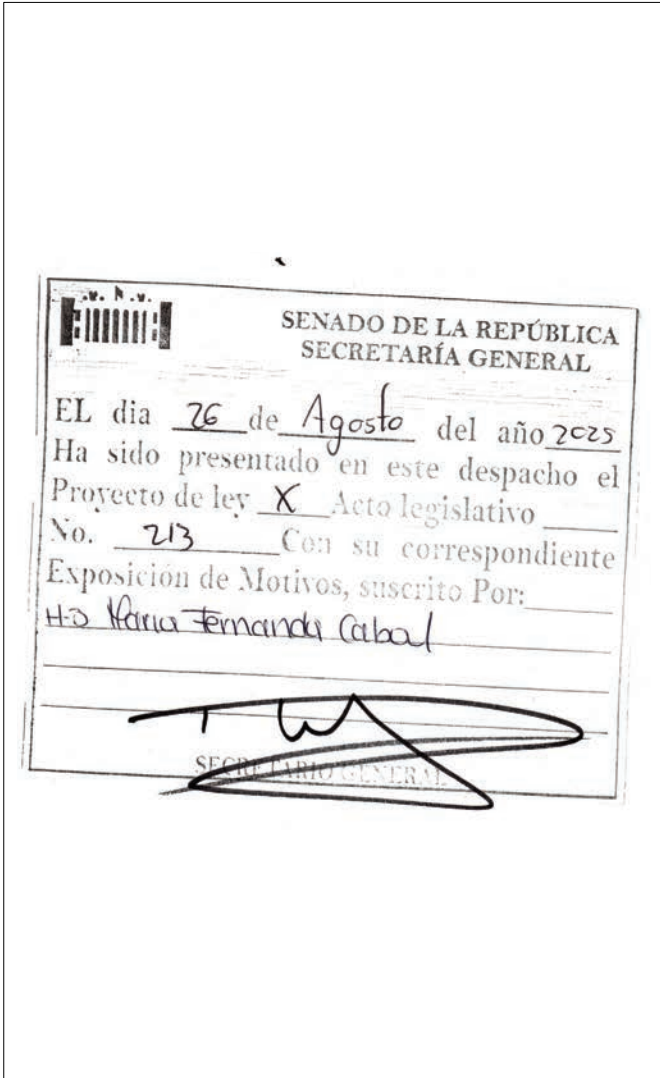 SENADO DE LA REPÚBLICA
SECRETARÍA GENERAL
EL dia 26 de Agosto del año 2025
Ha sido presentado en este despacho el
Proyecto de ley X Acto legislativo
No. 213 Con su correspondiente
Exposición de Motivos, suscrito Por:
H.S Maria Fernanda Cabal
SECRETARIO GENERAL